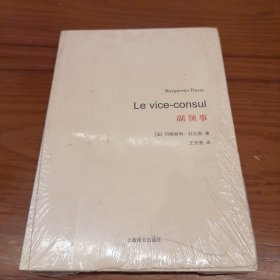 Marguerite Duras
Le vice-consul
副领事
[法] 玛格丽特·杜拉斯 著
王东亮 译
上海译文出版社